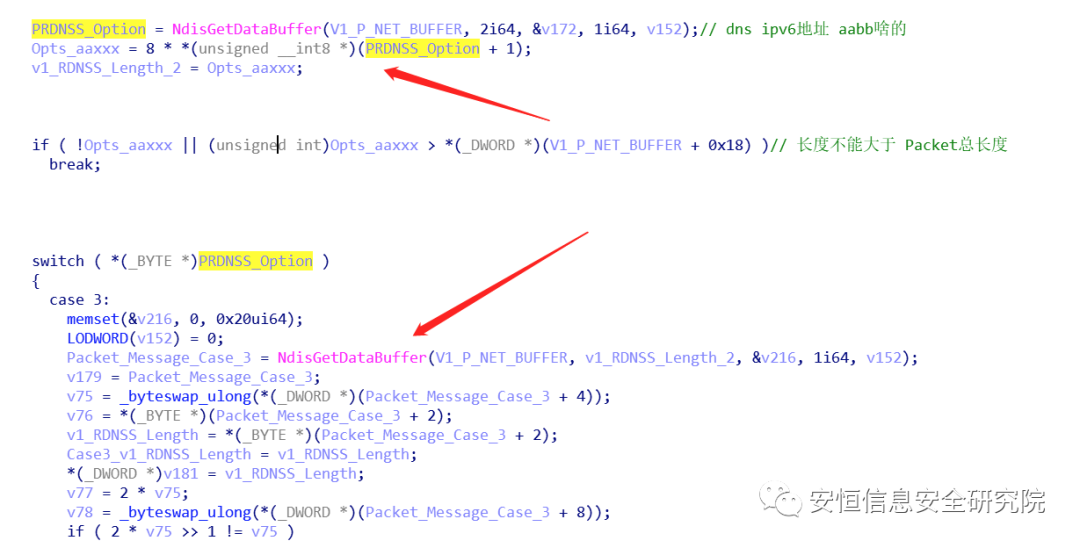 PRDNSS_Option = NdisGetDataBuffer(V1_P_NET_BUFFER, 2i64, &v172, 1i64, v152);// dns ipv6地址 aabb啥的
Opts_aaxxx = 8 * *(unsigned __int8 *)(PRDNSS_Option + 1);
v1_RDNSS_Length_2 = Opts_aaxxx;
if ( !Opts_aaxxx || (unsigned int)Opts_aaxxx > *(_DWORD *)(V1_P_NET_BUFFER + 0x18) )// 长度不能大于 Packet总长度
break;
switch ( *(_BYTE *)PRDNSS_Option )
{
case 3:
memset(&v216, 0, 0x20ui64);
LODWORD(v152) = 0;
Packet_Message_Case_3 = NdisGetDataBuffer(V1_P_NET_BUFFER, v1_RDNSS_Length_2, &v216, 1i64, v152);
v179 = Packet_Message_Case_3;
v75 = _byteswap_ulong(*(_DWORD *)(Packet_Message_Case_3 + 4));
v76 = *(_BYTE *)(Packet_Message_Case_3 + 2);
v1_RDNSS_Length = *(_BYTE *)(Packet_Message_Case_3 + 2);
Case3_v1_RDNSS_Length = v1_RDNSS_Length;
*(_DWORD *)v181 = v1_RDNSS_Length;
v77 = 2 * v75;
v78 = _byteswap_ulong(*(_DWORD *)(Packet_Message_Case_3 + 8));
if ( 2 * v75 >> 1 != v75 )
安恒信息安全研究院